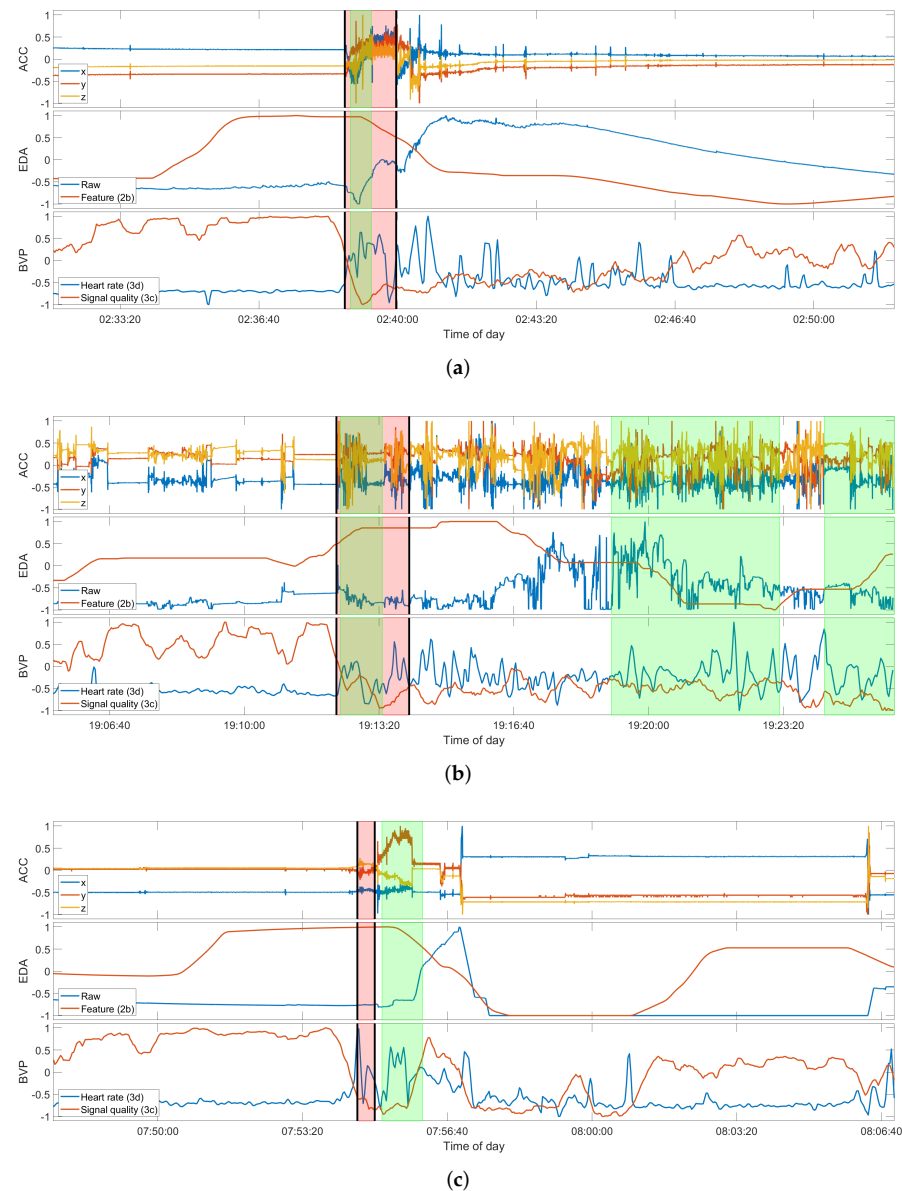 1
0.5
0
-0.5
-1
ACC
x
y
z
1
0.5
0
-0.5
-1
EDA
Raw
Feature (2b)
1
0.5
0
-0.5
-1
BVP
Heart rate (3d)
Signal quality (3c)
02:33:20 02:36:40 02:40:00 02:43:20 02:46:40 02:50:00
Time of day
(a)
1
0.5
0
-0.5
-1
ACC
x
y
z
1
0.5
0
-0.5
-1
EDA
Raw
Feature (2b)
1
0.5
0
-0.5
-1
BVP
Heart rate (3d)
Signal quality (3c)
19:06:40 19:10:00 19:13:20 19:16:40 19:20:00 19:23:20
Time of day
(b)
1
0.5
0
-0.5
-1
ACC
x
y
z
1
0.5
0
-0.5
-1
EDA
Raw
Feature (2b)
1
0.5
0
-0.5
-1
BVP
Heart rate (3d)
Signal quality (3c)
07:50:00 07:53:20 07:56:40 08:00:00 08:03:20 08:06:40
Time of day
(c)